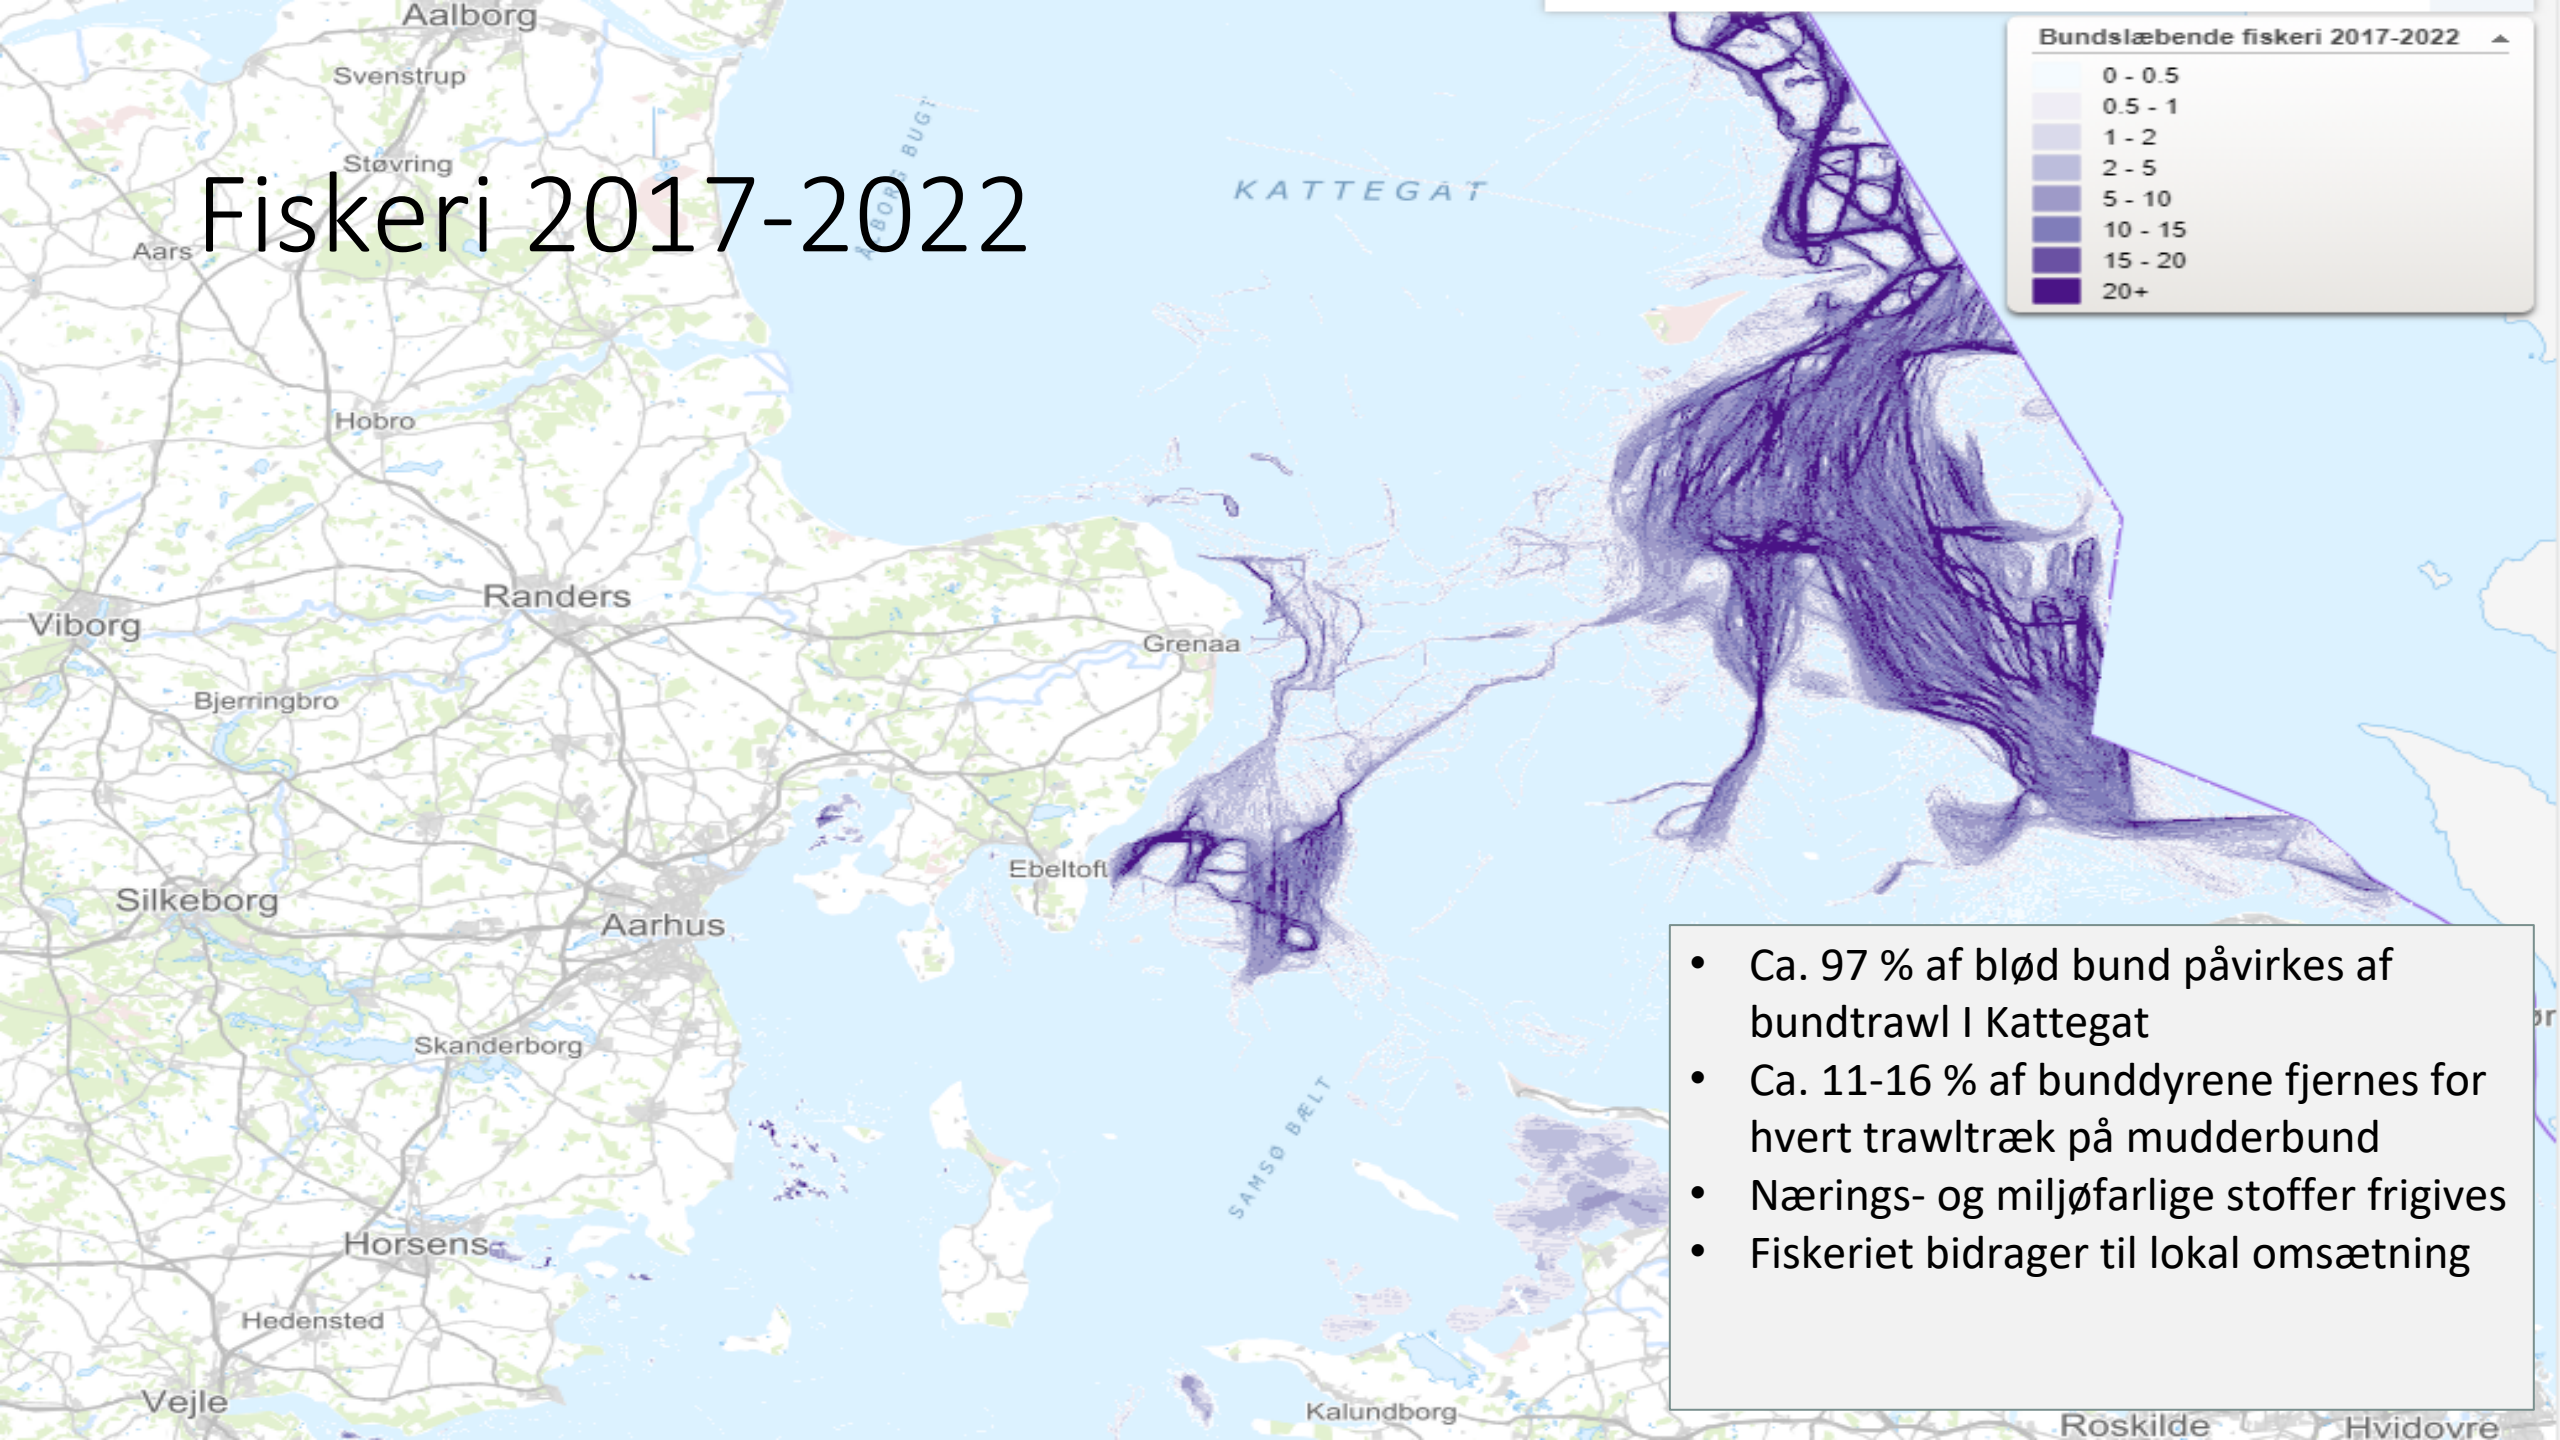 Aalborg
Svenstrup
Støvring
Fiskeri 2017-2022
Aars
ÅLBORG BUGT
KATTEGAT
Bundslæbende fiskeri 2017-2022
0 - 0.5
0.5 - 1
1 - 2
2 - 5
5 - 10
10 - 15
15 - 20
20+
Hobro
Randers
Viborg
Grenaa
Bjerringbro
Ebeltoft
Silkeborg
Aarhus
Skanderborg
SAMSØ BÆLT
Horsens
Hedensted
Vejle
Kalundborg
• Ca. 97 % af blød bund påvirkes af
bundtrawl I Kattegat
• Ca. 11-16 % af bunddyrene fjernes for
hvert trawltræk på mudderbund
• Nærings- og miljøfarlige stoffer frigives
• Fiskeriet bidrager til lokal omsætning
Roskilde
Hvidovre